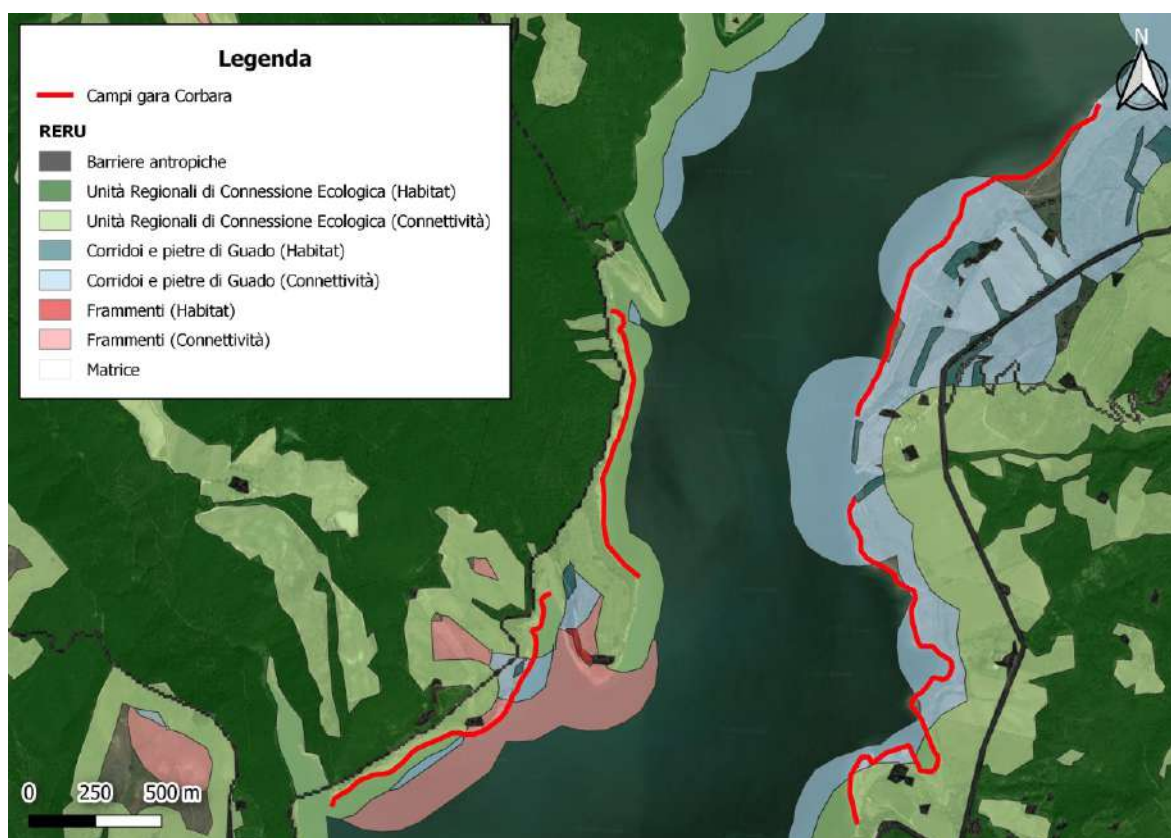 Legenda
Campi gara Corbara
RERU
Barriere antropiche
Unità Regionali di Connessione Ecologica (Habitat)
Unità Regionali di Connessione Ecologica (Connettività)
Corridoi e pietre di Guado (Habitat)
Corridoi e pietre di Guado (Connettività)
Frammenti (Habitat)
Frammenti (Connettività)
Matrice
N
0 250 500 m